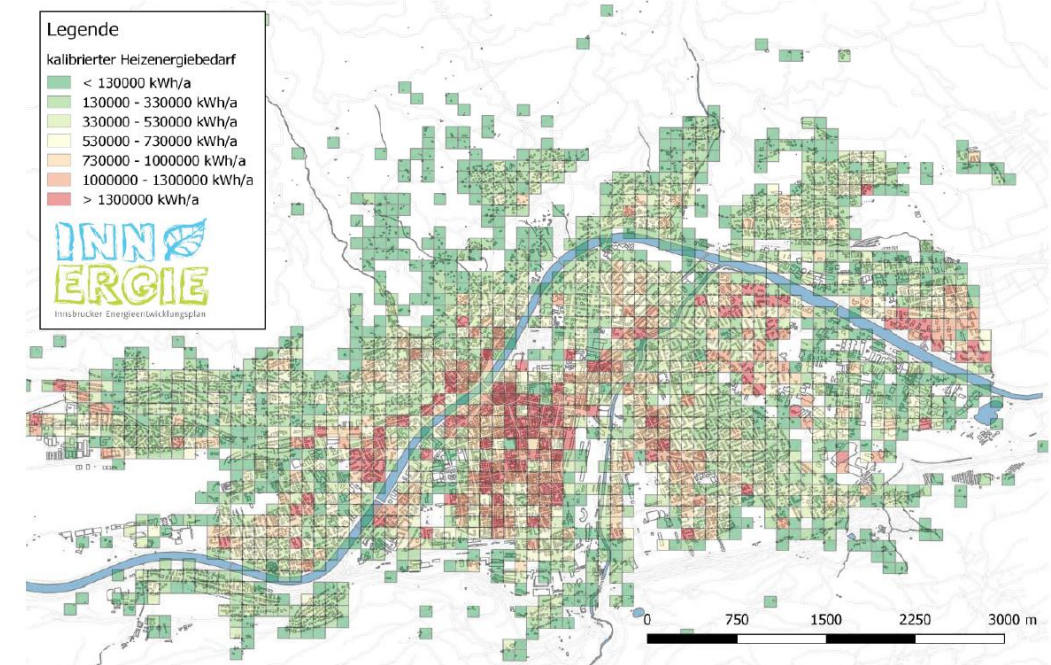 Legende
kalibrierter Heizenergiebedarf
< 130000 kWh/a
130000 - 330000 kWh/a
330000 - 530000 kWh/a
530000 - 730000 kWh/a
730000 - 1000000 kWh/a
1000000 - 1300000 kWh/a
> 1300000 kWh/a
INN
ERGIE
Innsbrucker Energieentwicklungsplan
0 750 1500 2250 3000 m